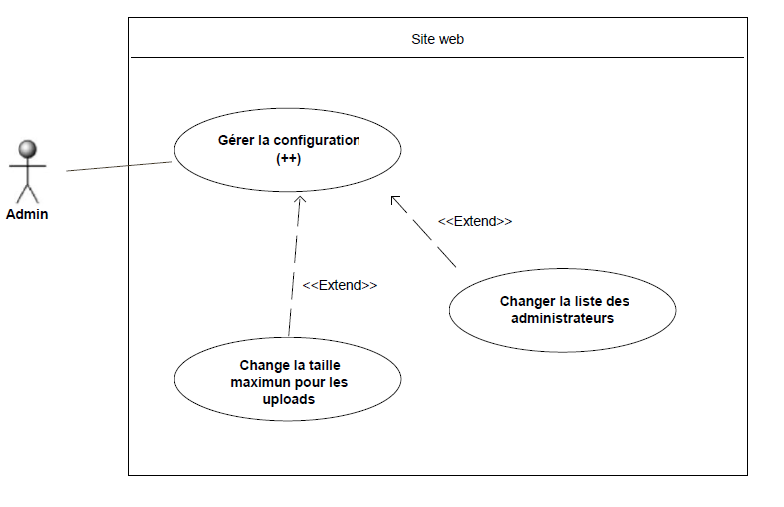 Site web
Gérer la configuration
(++)
Admin
<<Extend>>
<<Extend>>
Changer la liste des
administrateurs
Change la taille
maximun pour les
uploads